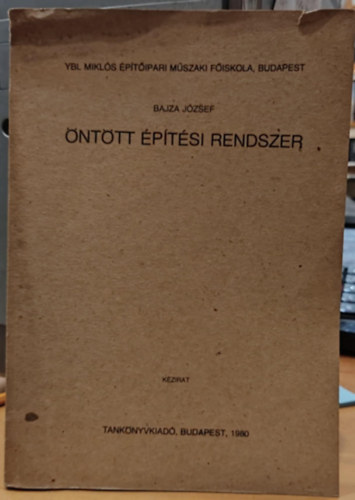 YBL MIKLÓS ÉPÍTŐIPARI MŰSZAKI FŐISKOLA, BUDAPEST
BAJZA JÓZSEF
ÖNTÖTT ÉPÍTÉSI RENDSZER
KÉZIRAT
TANKÖNYVKIADÓ, BUDAPEST, 1980